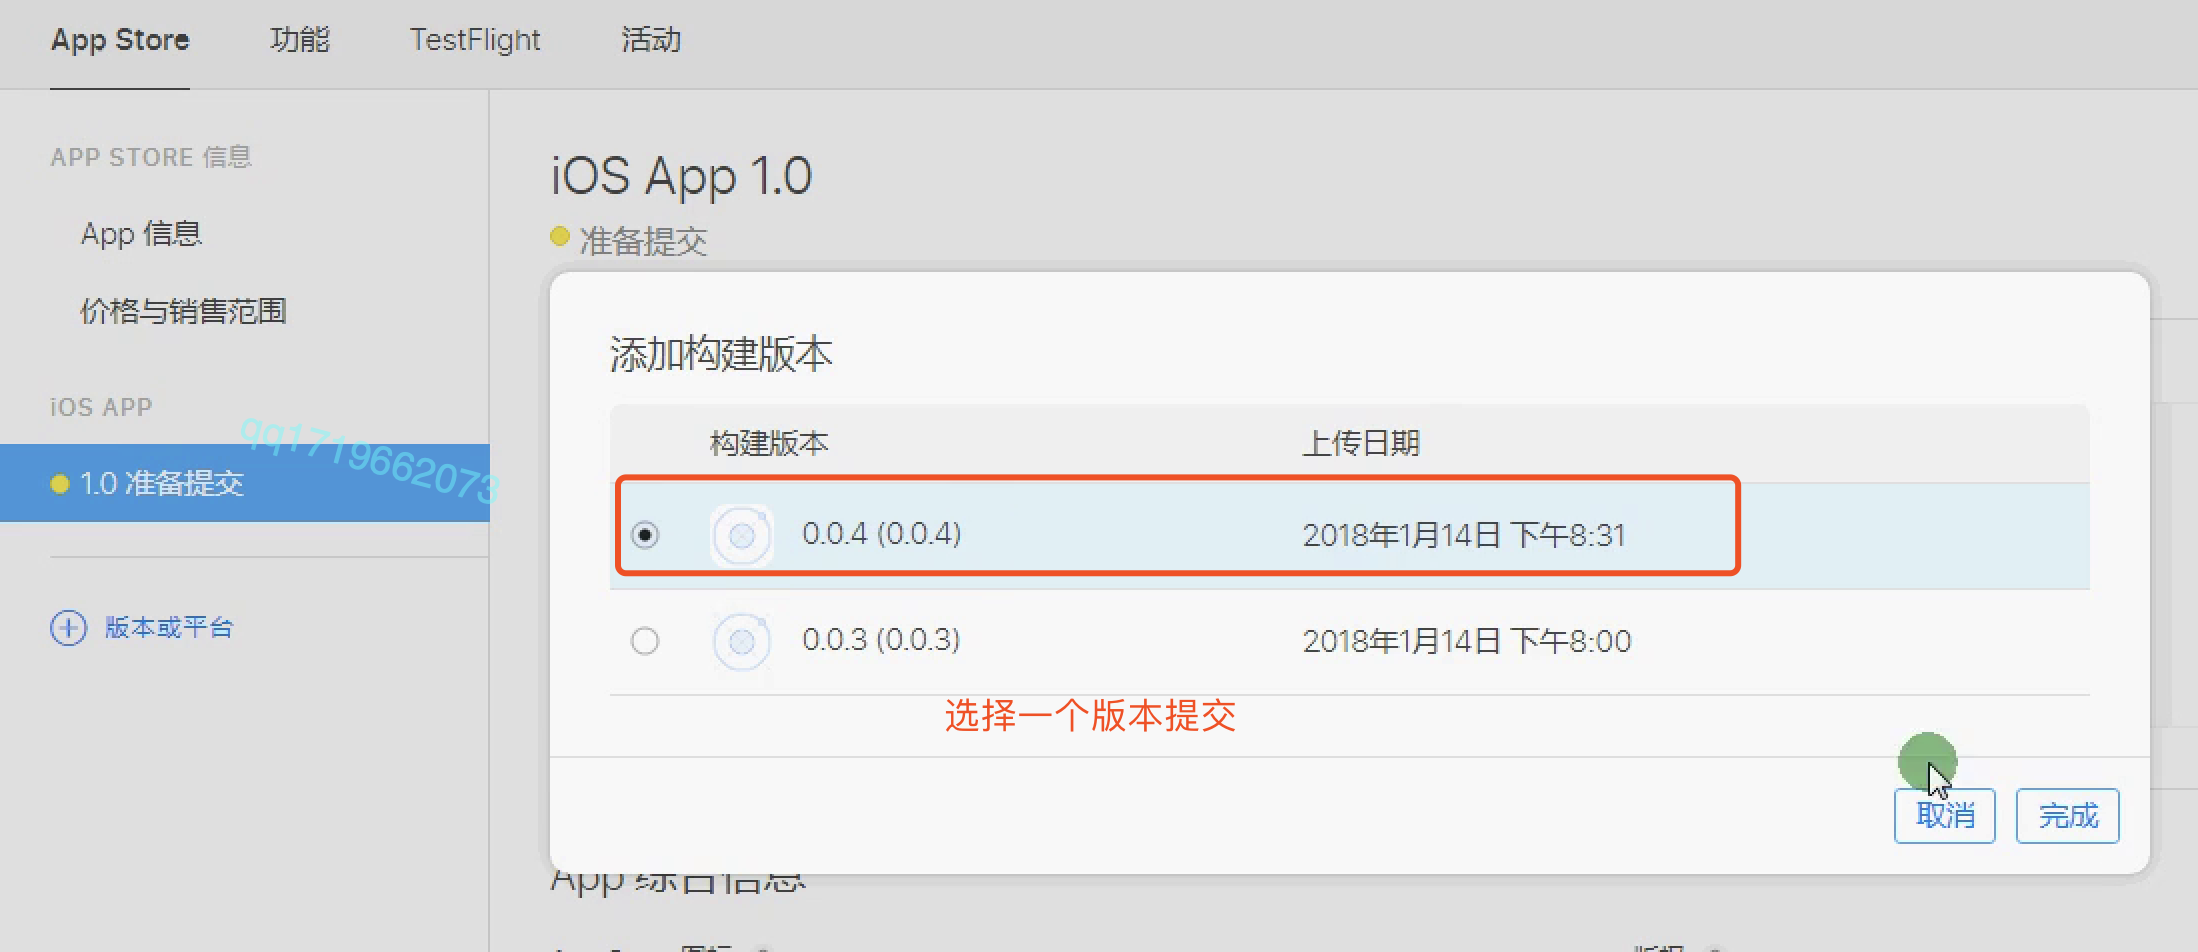 App Store 功能 TestFlight 活动
APP STORE 信息
App 信息
价格与销售范围
iOS APP
1.0 准备提交
qq1719662073
版本或平台
iOS App 1.0
准备提交
添加构建版本
构建版本 上传日期
0.0.4 (0.0.4) 2018年1月14日 下午8:31
0.0.3 (0.0.3) 2018年1月14日 下午8:00
选择一个版本提交
取消 完成
App 综合信息